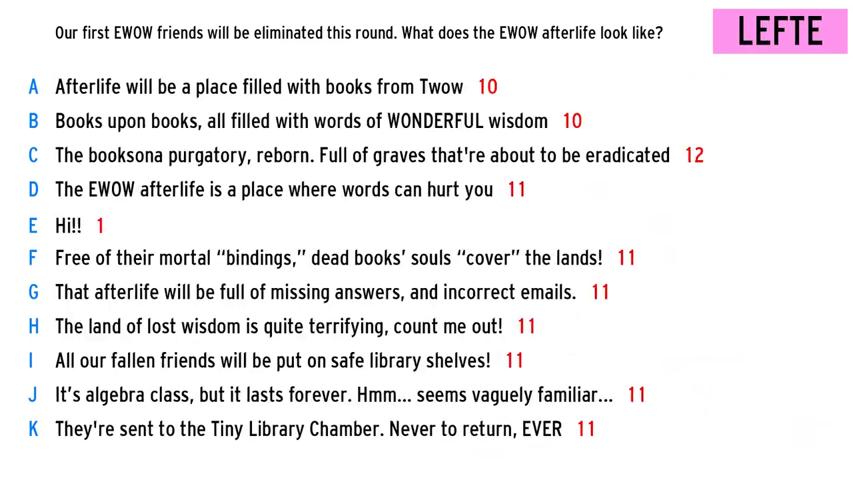 Our first EWOW friends will be eliminated this round. What does the EWOW afterlife look like?
LEFTE
A Afterlife will be a place filled with books from Twow 10
B Books upon books, all filled with words of WONDERFUL wisdom 10
C The booksona purgatory, reborn. Full of graves that're about to be eradicated 12
D The EWOW afterlife is a place where words can hurt you 11
E Hi!! 1
F Free of their mortal “bindings,” dead books’ souls “cover” the lands! 11
G That afterlife will be full of missing answers, and incorrect emails. 11
H The land of lost wisdom is quite terrifying, count me out! 11
I All our fallen friends will be put on safe library shelves! 11
J It’s algebra class, but it lasts forever. Hmm... seems vaguely familiar... 11
K They're sent to the Tiny Library Chamber. Never to return, EVER 11